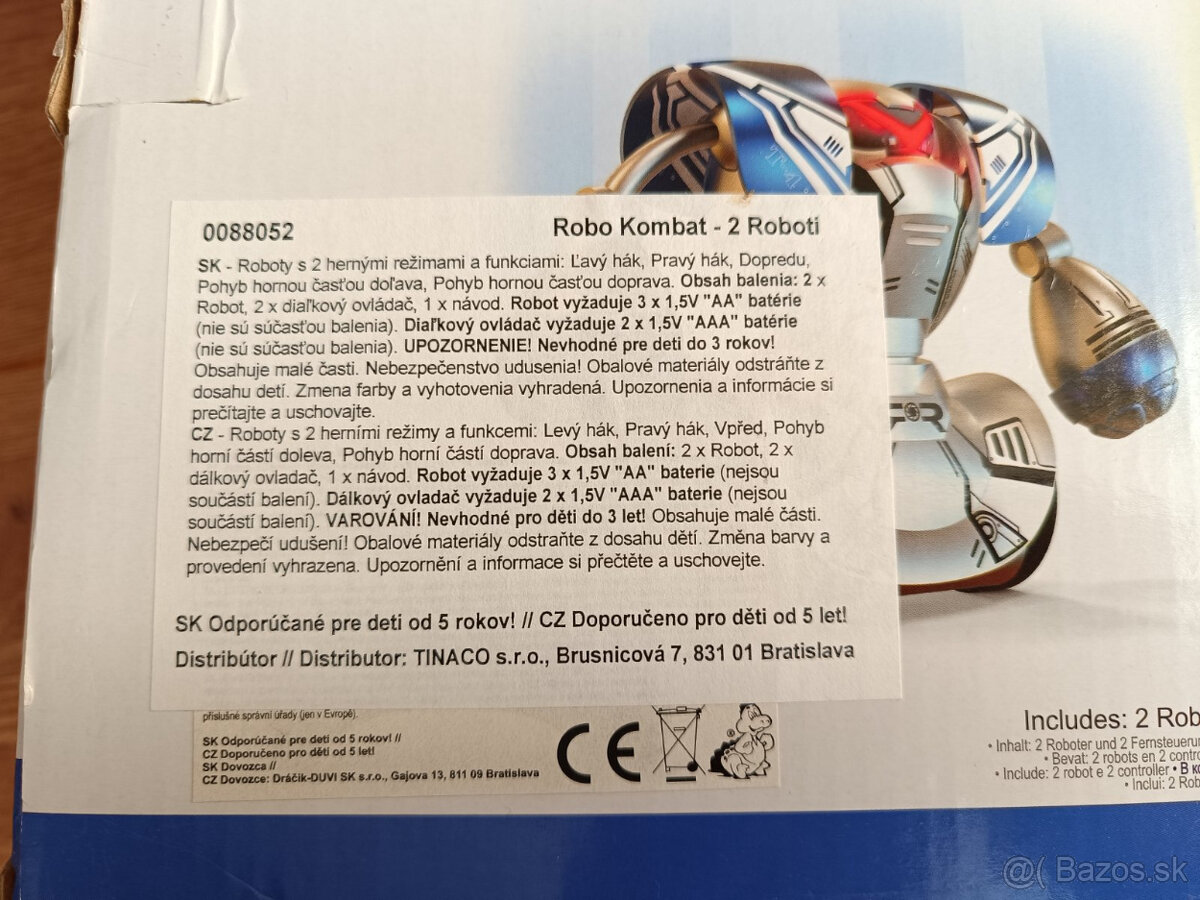 0088052 Robo Kombat - 2 Roboti
SK - Roboty s 2 hernými režimami a funkciami: Ľavý hák, Pravý hák, Dopredu,
Pohyb hornou časťou doľava, Pohyb hornou časťou doprava. Obsah balenia: 2 x
Robot, 2 x diaľkový ovládač, 1 x návod. Robot vyžaduje 3 x 1,5V "AA" batérie
(nie sú súčasťou balenia). Diaľkový ovládač vyžaduje 2 x 1,5V "AAA" batérie
(nie sú súčasťou balenia). UPOZORNENIE! Nevhodné pre deti do 3 rokov!
Obsahuje malé časti. Nebezpečenstvo udusenia! Obalové materiály odstráňte z
dosahu detí. Zmena farby a vyhotovenia vyhradená. Upozornenia a informácie si
prečítajte a uschovajte.
CZ - Roboty s 2 herními režimy a funkcemi: Levý hák, Pravý hák, Vpřed, Pohyb
horní částí doleva, Pohyb horní částí doprava. Obsah balení: 2 x Robot, 2 x
dálkový ovladač, 1 x návod. Robot vyžaduje 3 x 1,5V "AA" baterie (nejsou
součástí balení). Dálkový ovladač vyžaduje 2 x 1,5V "AAA" baterie (nejsou
součástí balení). VAROVÁNÍ! Nevhodné pro děti do 3 let! Obsahuje malé části.
Nebezpečí udušení! Obalové materiály odstraňte z dosahu dětí. Změna barvy a
provedení vyhrazena. Upozornění a informace si přečtěte a uschovejte.
SK Odporúčané pre deti od 5 rokov! // CZ Doporučeno pro děti od 5 let!
Distribútor // Distributor: TINACO s.r.o., Brusnicová 7, 831 01 Bratislava
příslušné správní úřady (jen v Evropě).
SK Odporúčané pre deti od 5 rokov! //
CZ Doporučeno pro děti od 5 let!
SK Dovozca //
CZ Dovozce: Dráčik-DUVI SK s.r.o., Gajova 13, 811 09 Bratislava
CE
Includes: 2 Rob
• Inhalt: 2 Roboter und 2 Fernsteuerun
• Bevat: 2 robots en 2 contro
• Include: 2 robot e 2 controller • В ко
• Inclui: 2 Rob
@( Bazos.sk